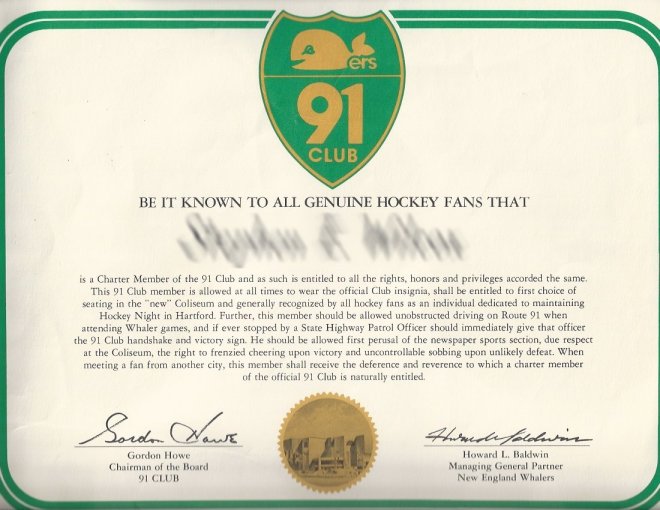 ers
91
CLUB
BE IT KNOWN TO ALL GENUINE HOCKEY FANS THAT
is a Charter Member of the 91 Club and as such is entitled to all the rights, honors and privileges accorded the same.
This 91 Club member is allowed at all times to wear the official Club insignia, shall be entitled to first choice of
seating in the "new" Coliseum and generally recognized by all hockey fans as an individual dedicated to maintaining
Hockey Night in Hartford. Further, this member should be allowed unobstructed driving on Route 91 when
attending Whaler games, and if ever stopped by a State Highway Patrol Officer should immediately give that officer
the 91 Club handshake and victory sign. He should be allowed first perusal of the newspaper sports section, due respect
at the Coliseum, the right to frenzied cheering upon victory and uncontrollable sobbing upon unlikely defeat. When
meeting a fan from another city, this member shall receive the deference and reverence to which a charter member
of the official 91 Club is naturally entitled.
Gordon Howe
Gordon Howe
Chairman of the Board
91 CLUB
Howard L. Baldwin
Howard L. Baldwin
Managing General Partner
New England Whalers